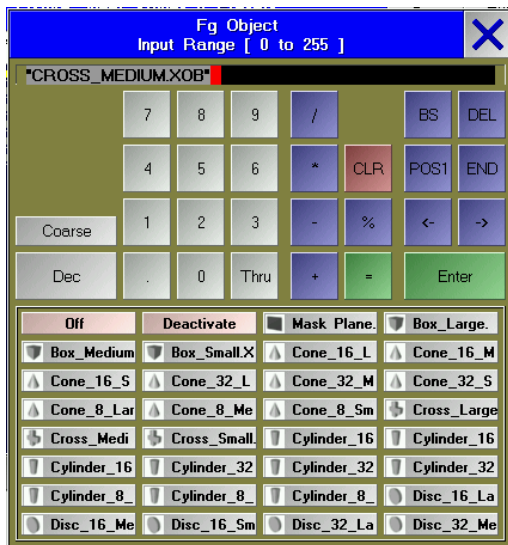 Fg Object
Input Range [ 0 to 255 ]
"CROSS_MEDIUM.XOB"
7 8 9 / BS DEL
4 5 6 * CLR POS1 END
Coarse 1 2 3 - % <- ->
Dec . 0 Thru + = Enter
Off Deactivate Mask Plane. Box_Large.
Box_Medium Box_Small.X Cone_16_L Cone_16_M
Cone_16_S Cone_32_L Cone_32_M Cone_32_S
Cone_8_Lar Cone_8_Me Cone_8_Sm Cross_Large
Cross_Medi Cross_Small. Cylinder_16 Cylinder_16
Cylinder_16 Cylinder_32 Cylinder_32 Cylinder_32
Cylinder_8_ Cylinder_8_ Cylinder_8_ Disc_16_La
Disc_16_Me Disc_16_Sm Disc_32_La Disc_32_Me